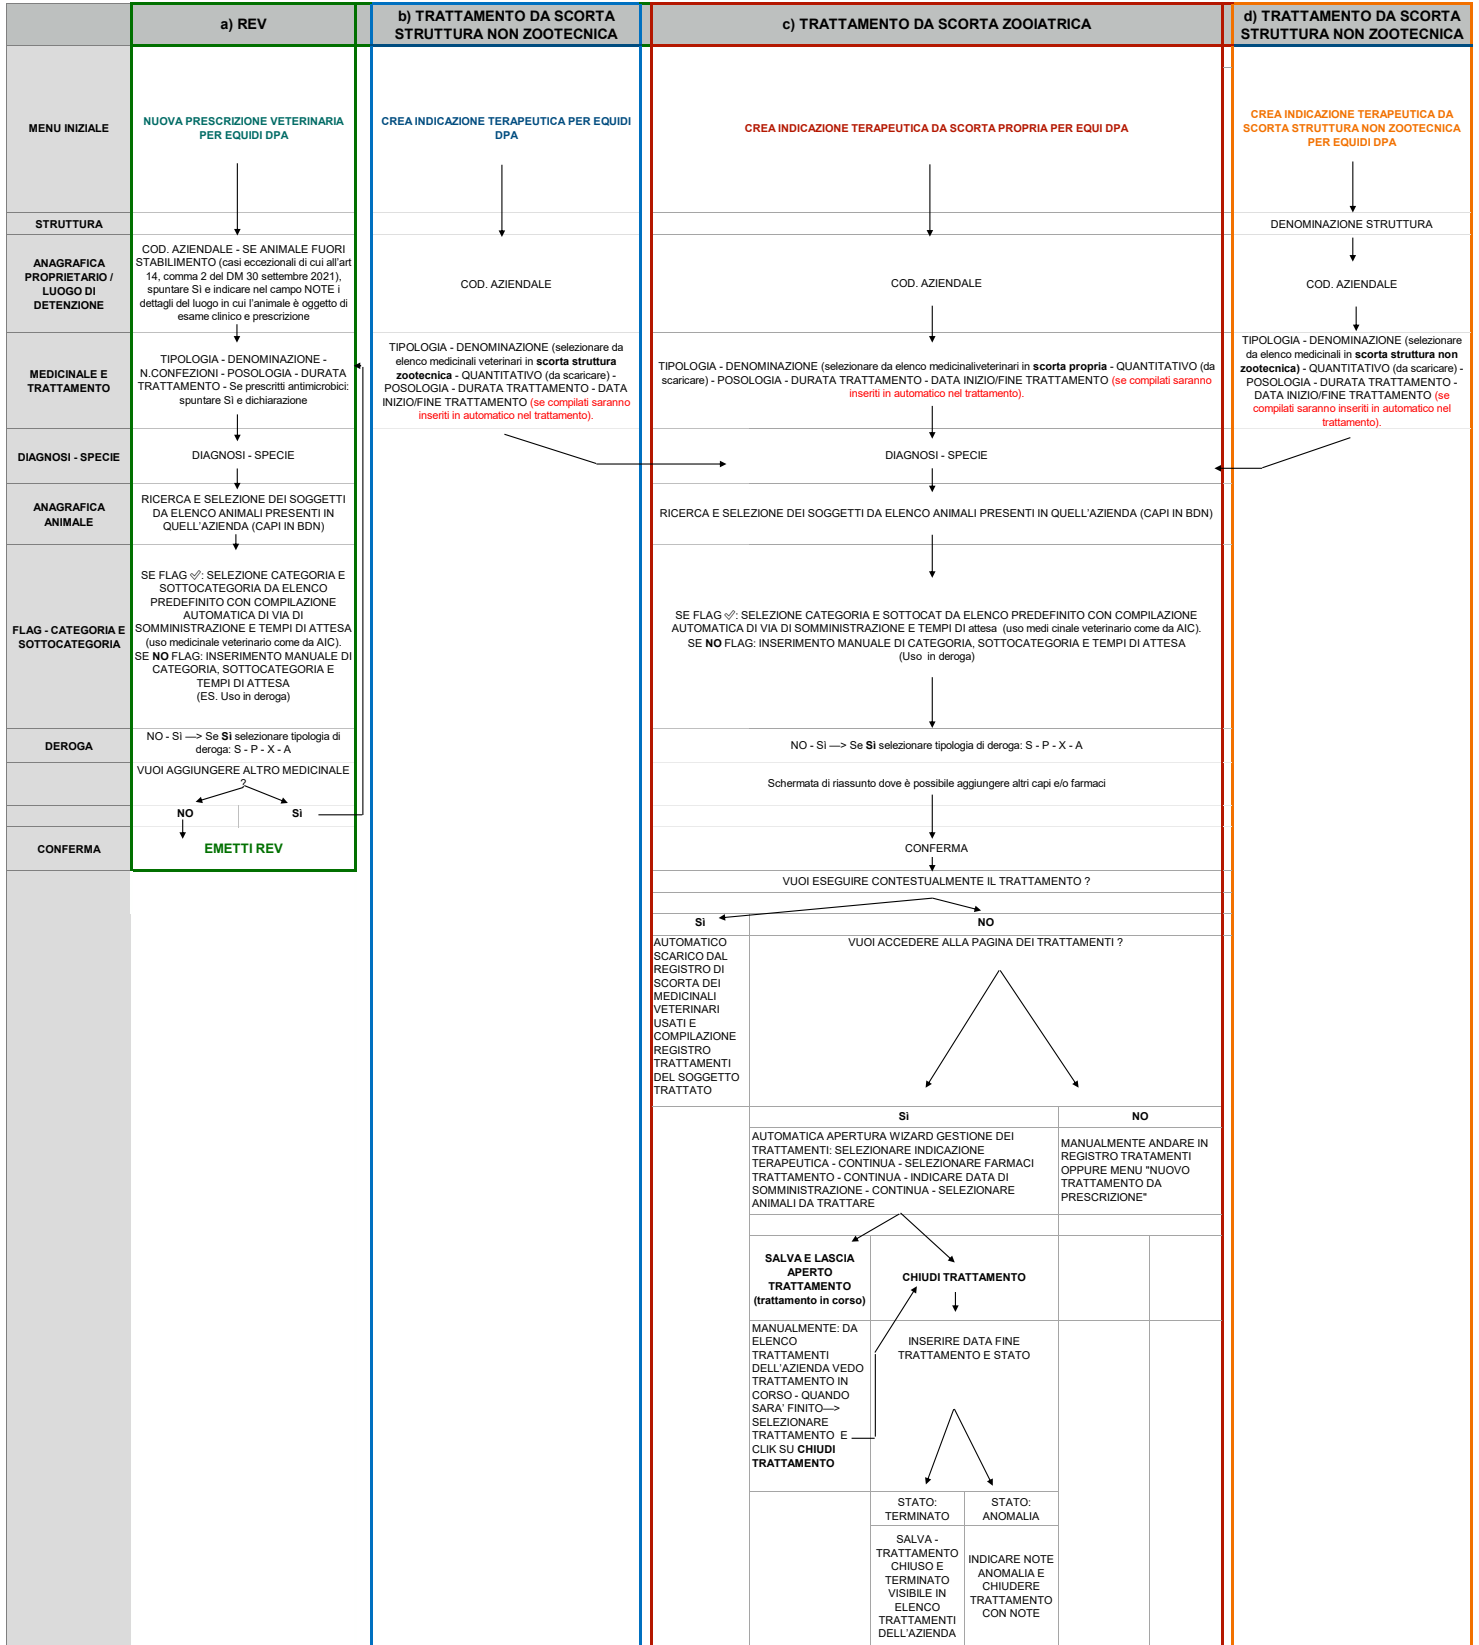 a) REV
b) TRATTAMENTO DA SCORTA
STRUTTURA NON ZOOTECNICA
c) TRATTAMENTO DA SCORTA ZOOIATRICA
d) TRATTAMENTO DA SCORTA
STRUTTURA NON ZOOTECNICA
MENU INIZIALE
NUOVA PRESCRIZIONE VETERINARIA
PER EQUIDI DPA
CREA INDICAZIONE TERAPEUTICA PER EQUIDI
DPA
CREA INDICAZIONE TERAPEUTICA DA SCORTA PROPRIA PER EQUI DPA
CREA INDICAZIONE TERAPEUTICA DA
SCORTA STRUTTURA NON ZOOTECNICA
PER EQUIDI DPA
STRUTTURA
DENOMINAZIONE STRUTTURA
ANAGRAFICA
PROPRIETARIO /
LUOGO DI
DETENZIONE
COD. AZIENDALE - SE ANIMALE FUORI
STABILIMENTO (casi eccezionali di cui all'art
14, comma 2 del DM 30 settembre 2021),
spuntare Sì e indicare nel campo NOTE i
dettagli del luogo in cui l'animale è oggetto di
esame clinico e prescrizione
COD. AZIENDALE
COD. AZIENDALE
COD. AZIENDALE
MEDICINALE E
TRATTAMENTO
TIPOLOGIA - DENOMINAZIONE -
N.CONFEZIONI - POSOLOGIA - DURATA
TRATTAMENTO - Se prescritti antimicrobici:
spuntare Sì e dichiarazione
TIPOLOGIA - DENOMINAZIONE (selezionare da
elenco medicinali veterinari in scorta struttura
zootecnica - QUANTITATIVO (da scaricare) -
POSOLOGIA - DURATA TRATTAMENTO - DATA
INIZIO/FINE TRATTAMENTO (se compilati saranno
inseriti in automatico nel trattamento).
TIPOLOGIA - DENOMINAZIONE (selezionare da elenco medicinaliveterinari in scorta propria - QUANTITATIVO (da
scaricare) - POSOLOGIA - DURATA TRATTAMENTO - DATA INIZIO/FINE TRATTAMENTO (se compilati saranno
inseriti in automatico nel trattamento).
TIPOLOGIA - DENOMINAZIONE (selezionare
da elenco medicinali in scorta struttura non
zootecnica) - QUANTITATIVO (da scaricare) -
POSOLOGIA - DURATA TRATTAMENTO -
DATA INIZIO/FINE TRATTAMENTO (se
compilati saranno inseriti in automatico nel
trattamento).
DIAGNOSI - SPECIE
DIAGNOSI - SPECIE
DIAGNOSI - SPECIE
ANAGRAFICA
ANIMALE
RICERCA E SELEZIONE DEI SOGGETTI
DA ELENCO ANIMALI PRESENTI IN
QUELL'AZIENDA (CAPI IN BDN)
RICERCA E SELEZIONE DEI SOGGETTI DA ELENCO ANIMALI PRESENTI IN QUELL'AZIENDA (CAPI IN BDN)
FLAG - CATEGORIA E
SOTTOCATEGORIA
SE FLAG ✅: SELEZIONE CATEGORIA E
SOTTOCATEGORIA DA ELENCO
PREDEFINITO CON COMPILAZIONE
AUTOMATICA DI VIA DI
SOMMINISTRAZIONE E TEMPI DI ATTESA
(uso medicinale veterinario come da AIC).
SE NO FLAG: INSERIMENTO MANUALE DI
CATEGORIA, SOTTOCATEGORIA E
TEMPI DI ATTESA
(ES. Uso in deroga)
SE FLAG ✅: SELEZIONE CATEGORIA E SOTTOCAT DA ELENCO PREDEFINITO CON COMPILAZIONE
AUTOMATICA DI VIA DI SOMMINISTRAZIONE E TEMPI DI attesa (uso medi cinale veterinario come da AIC).
SE NO FLAG: INSERIMENTO MANUALE DI CATEGORIA, SOTTOCATEGORIA E TEMPI DI ATTESA
(Uso in deroga)
DEROGA
NO - Sì —> Se Sì selezionare tipologia di
deroga: S - P - X - A
NO - Sì —> Se Sì selezionare tipologia di deroga: S - P - X - A
VUOI AGGIUNGERE ALTRO MEDICINALE
?
Schermata di riassunto dove è possibile aggiungere altri capi e/o farmaci
NO
Sì
CONFERMA
EMETTI REV
CONFERMA
VUOI ESEGUIRE CONTESTUALMENTE IL TRATTAMENTO ?
Sì
NO
AUTOMATICO
SCARICO DAL
REGISTRO DI
SCORTA DEI
MEDICINALI
VETERINARI
USATI E
COMPILAZIONE
REGISTRO
TRATTAMENTI
DEL SOGGETTO
TRATTATO
VUOI ACCEDERE ALLA PAGINA DEI TRATTAMENTI ?
Sì
NO
AUTOMATICA APERTURA WIZARD GESTIONE DEI
TRATTAMENTI: SELEZIONARE INDICAZIONE
TERAPEUTICA - CONTINUA - SELEZIONARE FARMACI
TRATTAMENTO - CONTINUA - INDICARE DATA DI
SOMMINISTRAZIONE - CONTINUA - SELEZIONARE
ANIMALI DA TRATTARE
MANUALMENTE ANDARE IN
REGISTRO TRATAMENTI
OPPURE MENU "NUOVO
TRATTAMENTO DA
PRESCRIZIONE"
SALVA E LASCIA
APERTO
TRATTAMENTO
(trattamento in corso)
CHIUDI TRATTAMENTO
MANUALMENTE: DA
ELENCO
TRATTAMENTI
DELL'AZIENDA VEDO
TRATTAMENTO IN
CORSO - QUANDO
SARA' FINITO—>
SELEZIONARE
TRATTAMENTO E
CLIK SU CHIUDI
TRATTAMENTO
INSERIRE DATA FINE
TRATTAMENTO E STATO
STATO:
TERMINATO
STATO:
ANOMALIA
SALVA -
TRATTAMENTO
CHIUSO E
TERMINATO
VISIBILE IN
ELENCO
TRATTAMENTI
DELL'AZIENDA
INDICARE NOTE
ANOMALIA E
CHIUDERE
TRATTAMENTO
CON NOTE